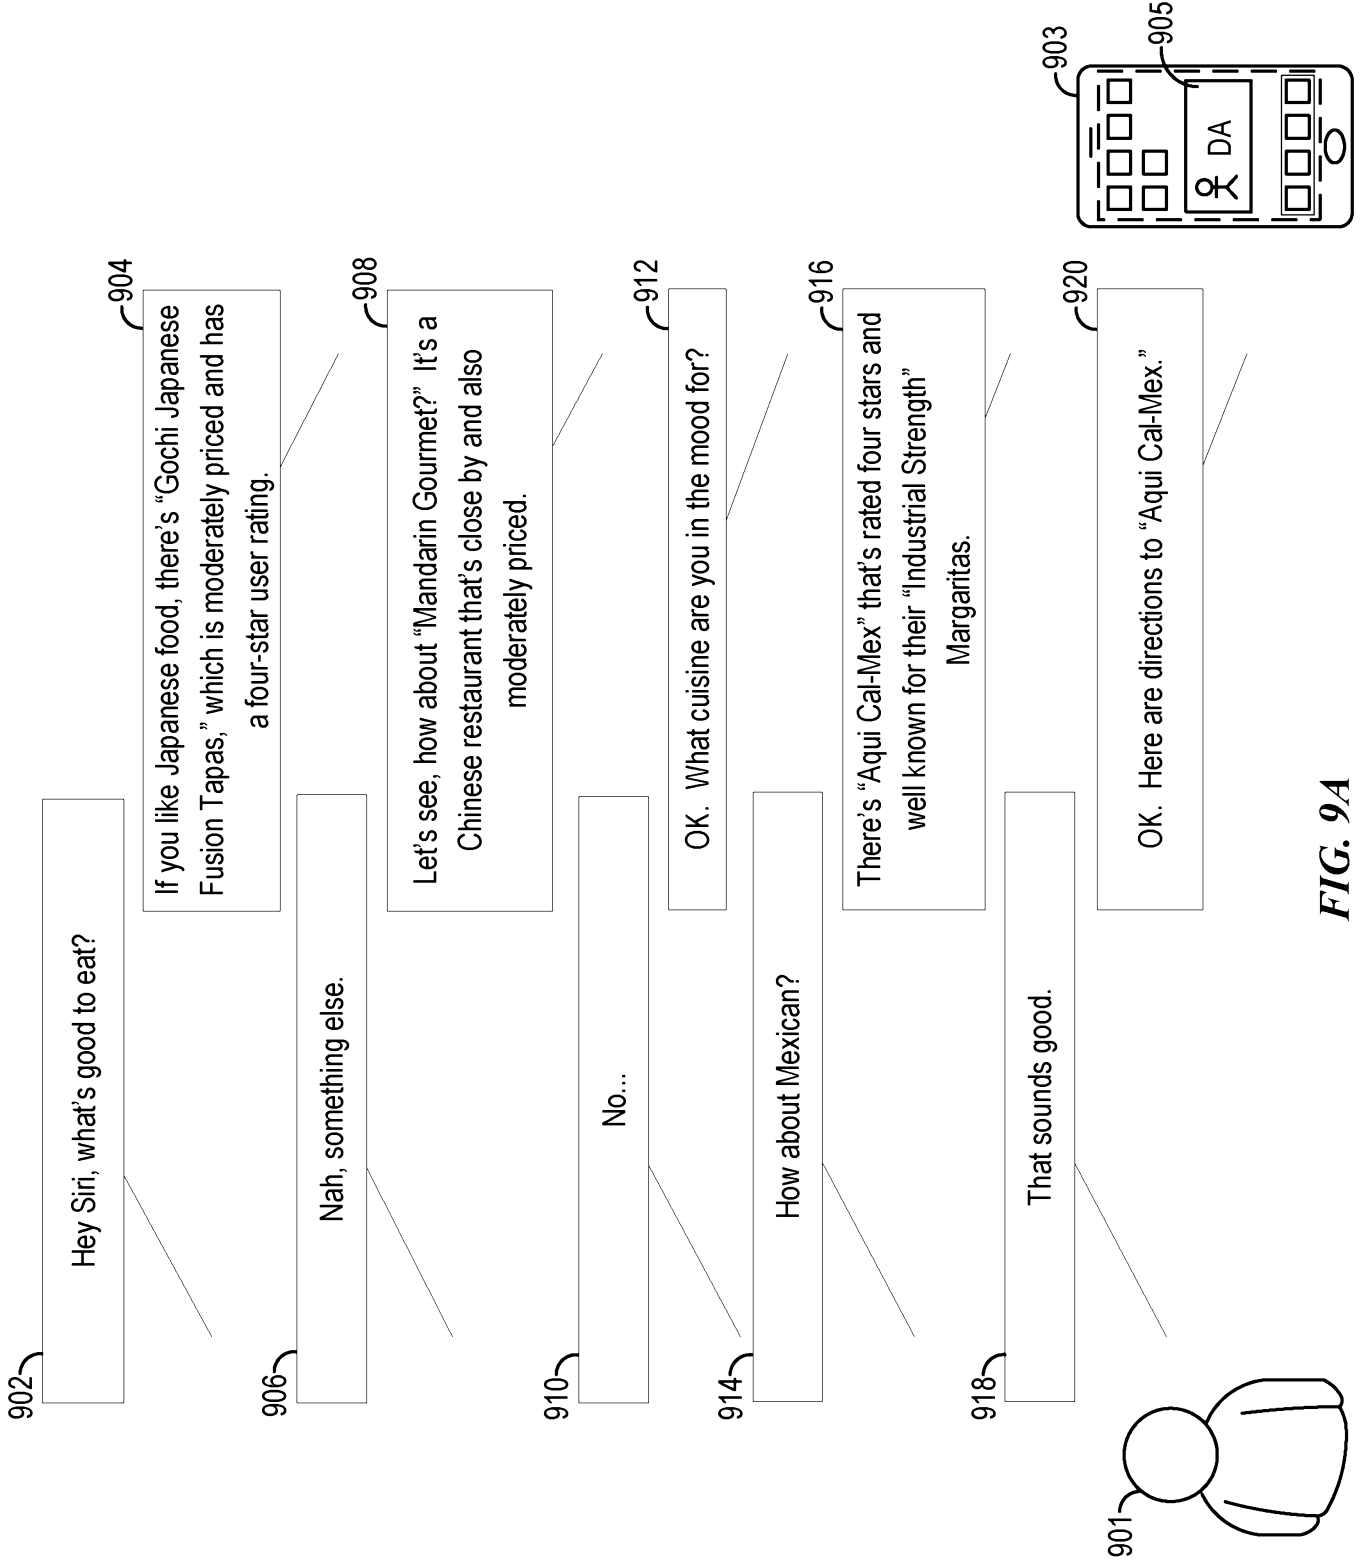 902
Hey Siri, what's good to eat?
904
If you like Japanese food, there's “Gochi Japanese
Fusion Tapas,” which is moderately priced and has
a four-star user rating.
906
Nah, something else.
908
Let's see, how about “Mandarin Gourmet?” It's a
Chinese restaurant that's close by and also
moderately priced.
910
No...
912
OK. What cuisine are you in the mood for?
914
How about Mexican?
916
There's “Aqui Cal-Mex” that's rated four stars and
well known for their “Industrial Strength”
Margaritas.
918
That sounds good.
920
OK. Here are directions to “Aqui Cal-Mex.”
901
903
905
DA
FIG. 9A